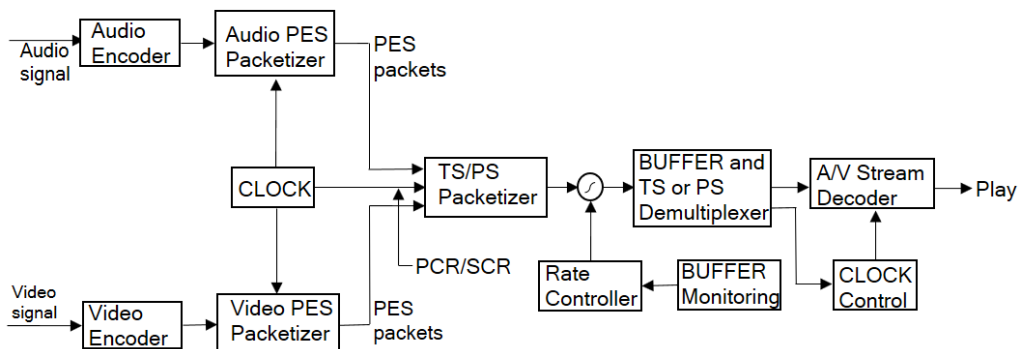 Audio
signal
Audio
Encoder
Audio PES
Packetizer
PES
packets
CLOCK
TS/PS
Packetizer
BUFFER and
TS or PS
Demultiplexer
A/V Stream
Decoder
Play
PCR/SCR
Rate
Controller
BUFFER
Monitoring
CLOCK
Control
Video
signal
Video
Encoder
Video PES
Packetizer
PES
packets